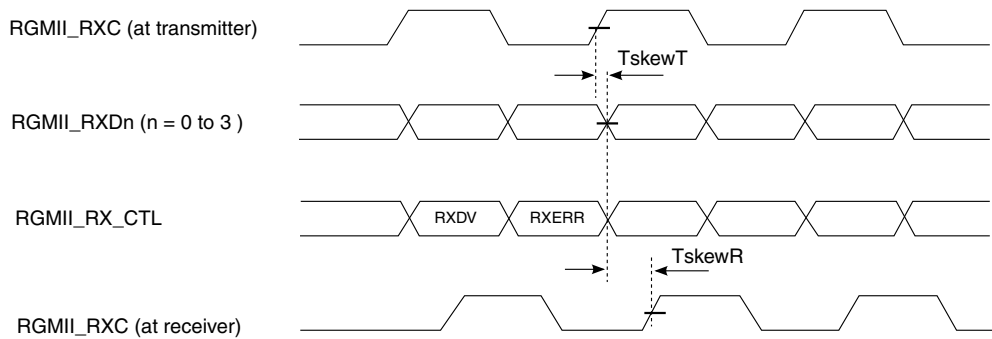 RGMII_RXC (at transmitter)
TskewT
RGMII_RXDn (n = 0 to 3 )
RGMII_RX_CTL
RXDV
RXERR
TskewR
RGMII_RXC (at receiver)